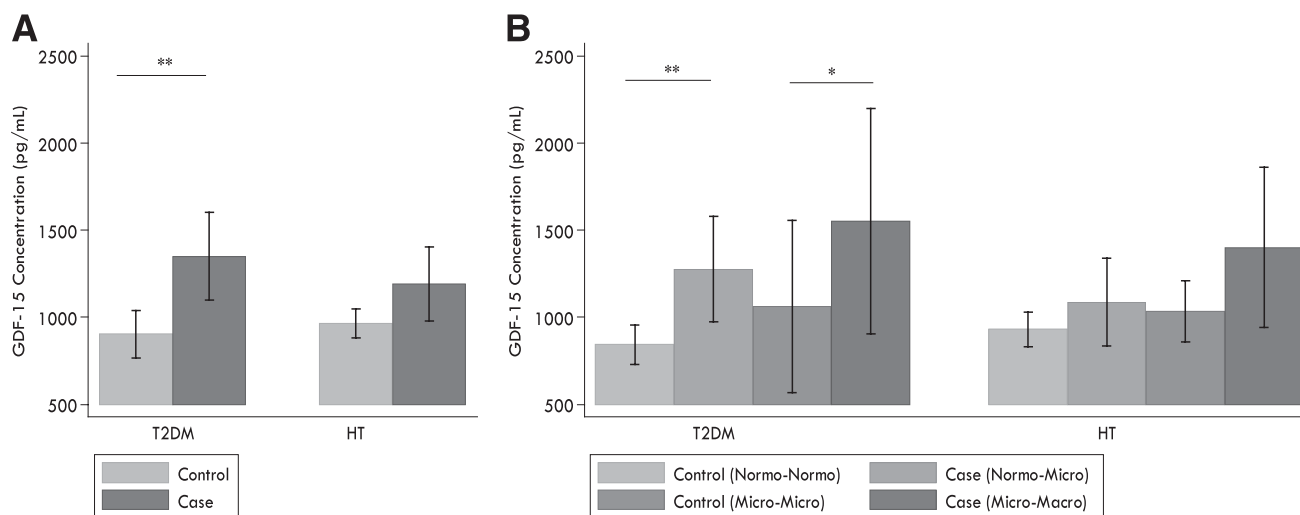 A
GDF-15 Concentration (pg/mL)
2500
2000
1500
1000
500
**
T2DM
HT
Control
Case
B
GDF-15 Concentration (pg/mL)
2500
2000
1500
1000
500
**
*
T2DM
HT
Control (Normo-Normo)
Case (Normo-Micro)
Control (Micro-Micro)
Case (Micro-Macro)